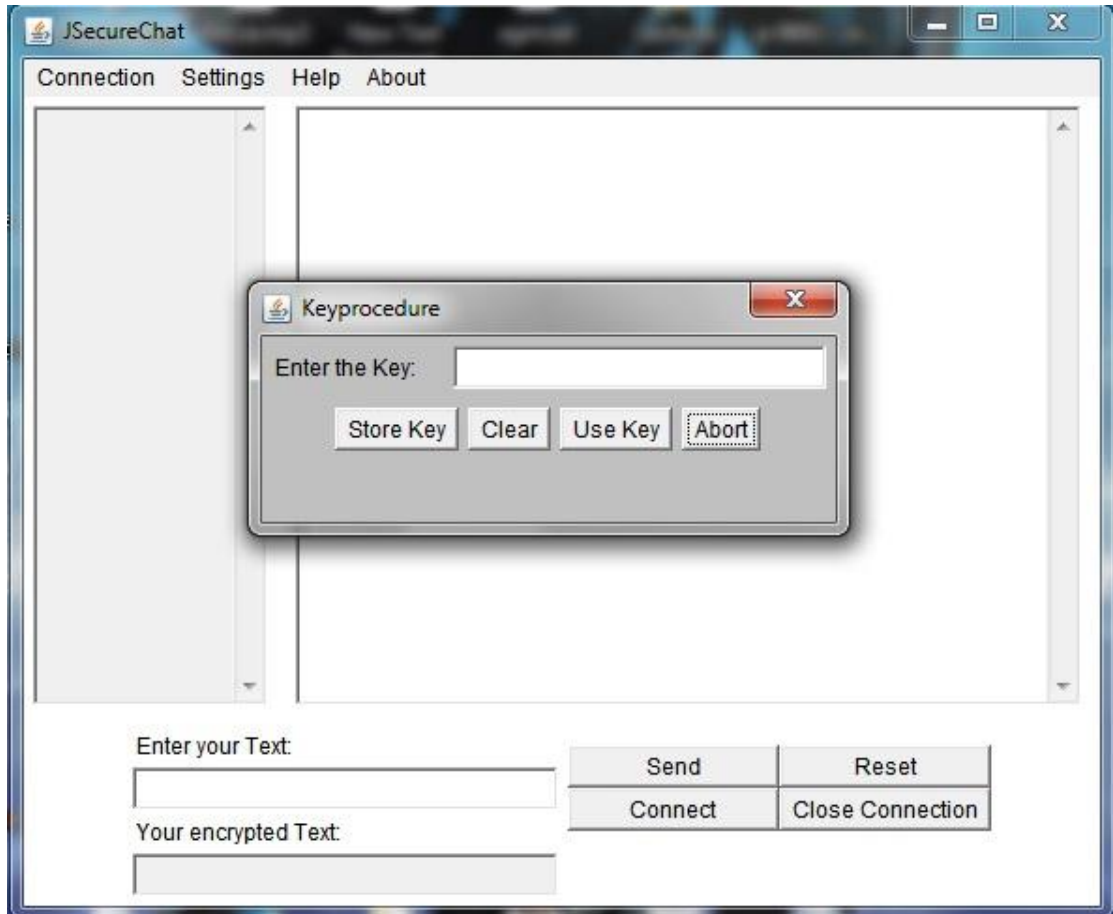 JSecureChat
Connection Settings Help About
Keyprocedure
Enter the Key:
Store Key Clear Use Key Abort
Enter your Text:
Send Reset
Connect Close Connection
Your encrypted Text: